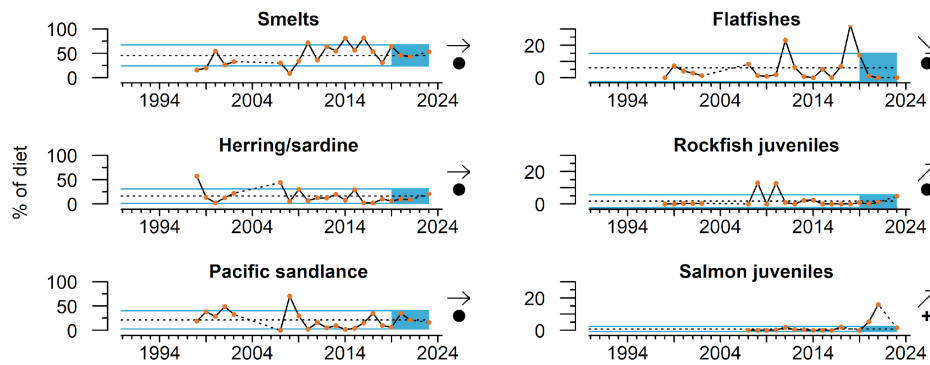 Smelts
100
50
0
1994 2004 2014 2024
Flatfishes
20
0
1994 2004 2014 2024
% of diet
Herring/sardine
100
50
0
1994 2004 2014 2024
Rockfish juveniles
20
0
1994 2004 2014 2024
Pacific sandlance
100
50
0
1994 2004 2014 2024
Salmon juveniles
20
0
1994 2004 2014 2024
+